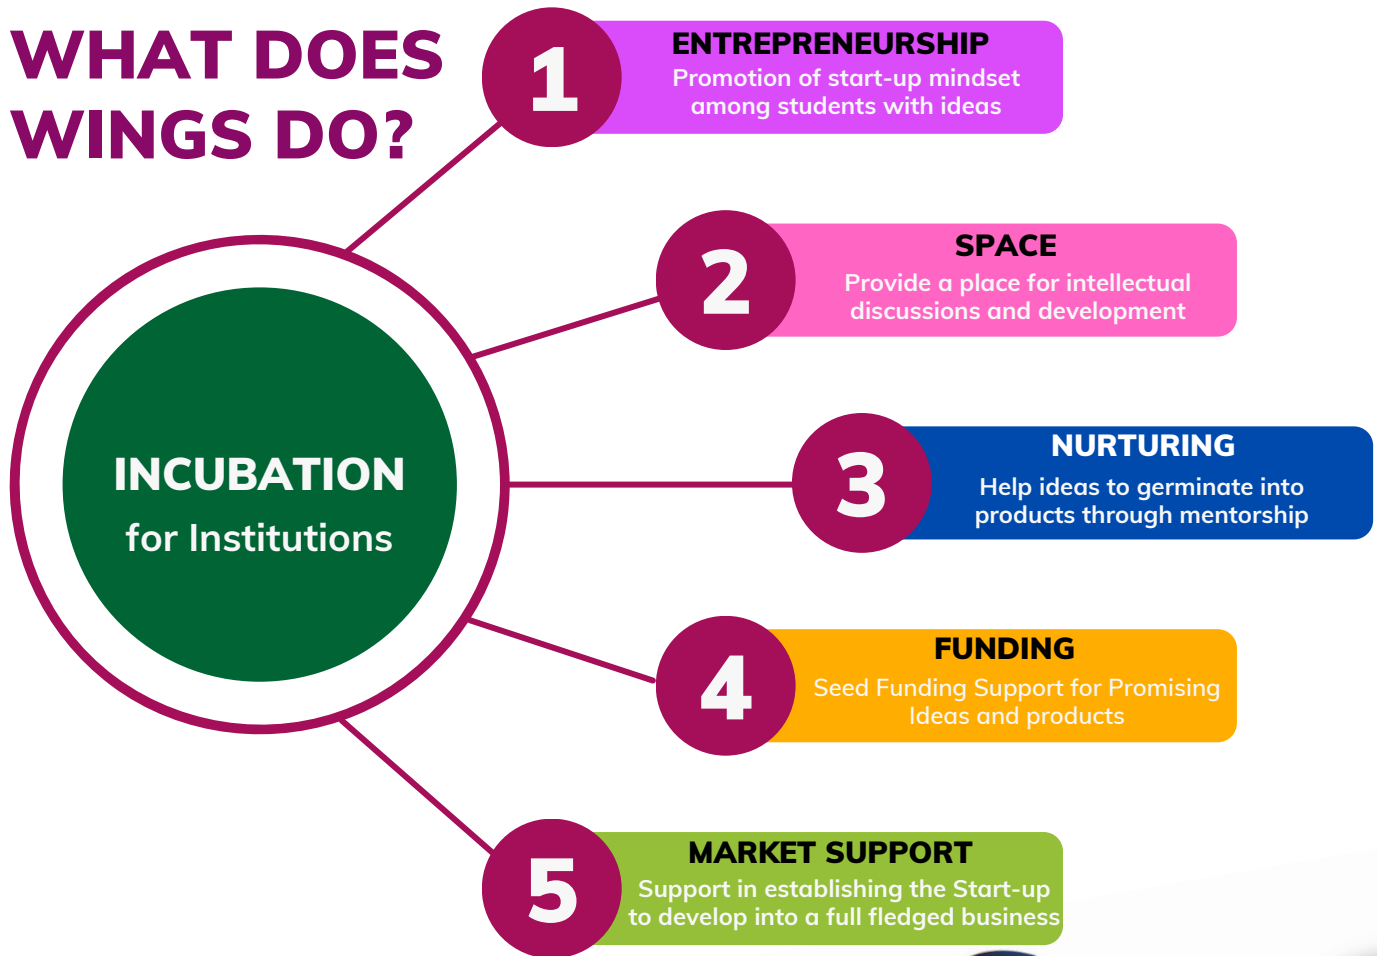 WHAT DOES
WINGS DO?
1
ENTREPRENEURSHIP
Promotion of start-up mindset
among students with ideas
2
SPACE
Provide a place for intellectual
discussions and development
INCUBATION
for Institutions
3
NURTURING
Help ideas to germinate into
products through mentorship
4
FUNDING
Seed Funding Support for Promising
Ideas and products
5
MARKET SUPPORT
Support in establishing the Start-up
to develop into a full fledged business